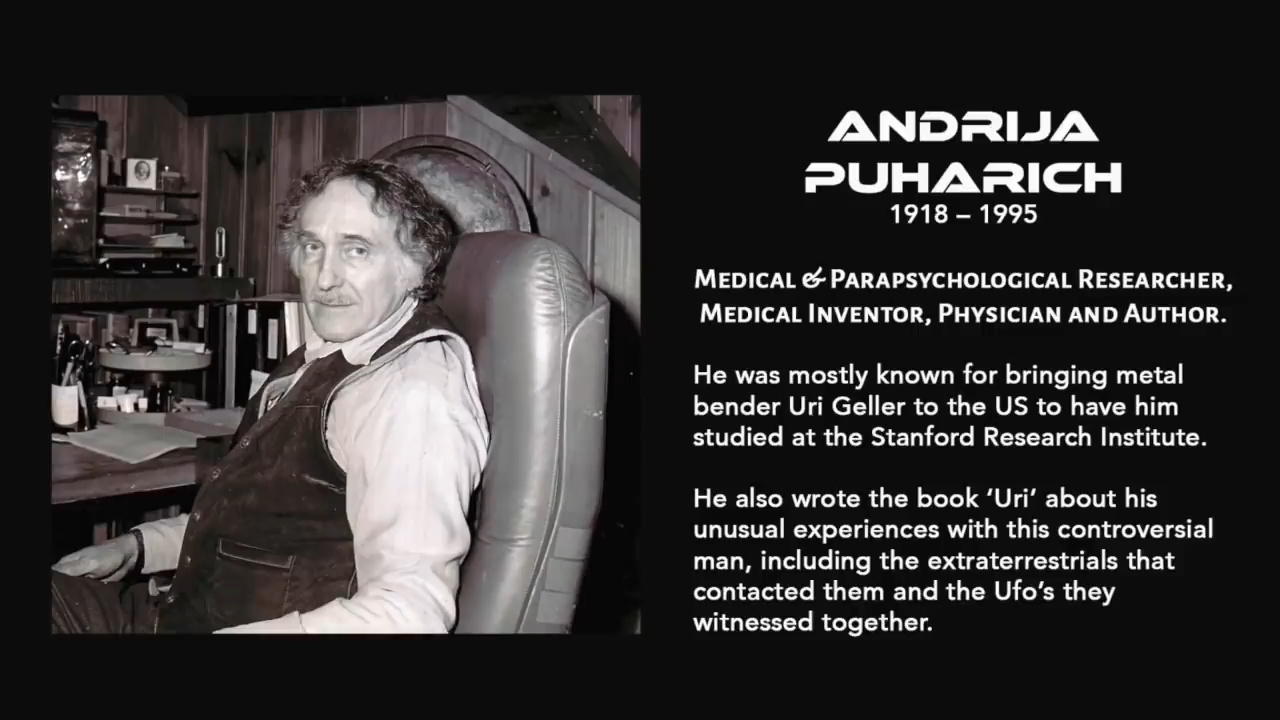 ANDRIJA
PUHARICH
1918 – 1995
Medical & Parapsychological Researcher,
Medical Inventor, Physician and Author.
He was mostly known for bringing metal
bender Uri Geller to the US to have him
studied at the Stanford Research Institute.
He also wrote the book ‘Uri’ about his
unusual experiences with this controversial
man, including the extraterrestrials that
contacted them and the Ufo’s they
witnessed together.